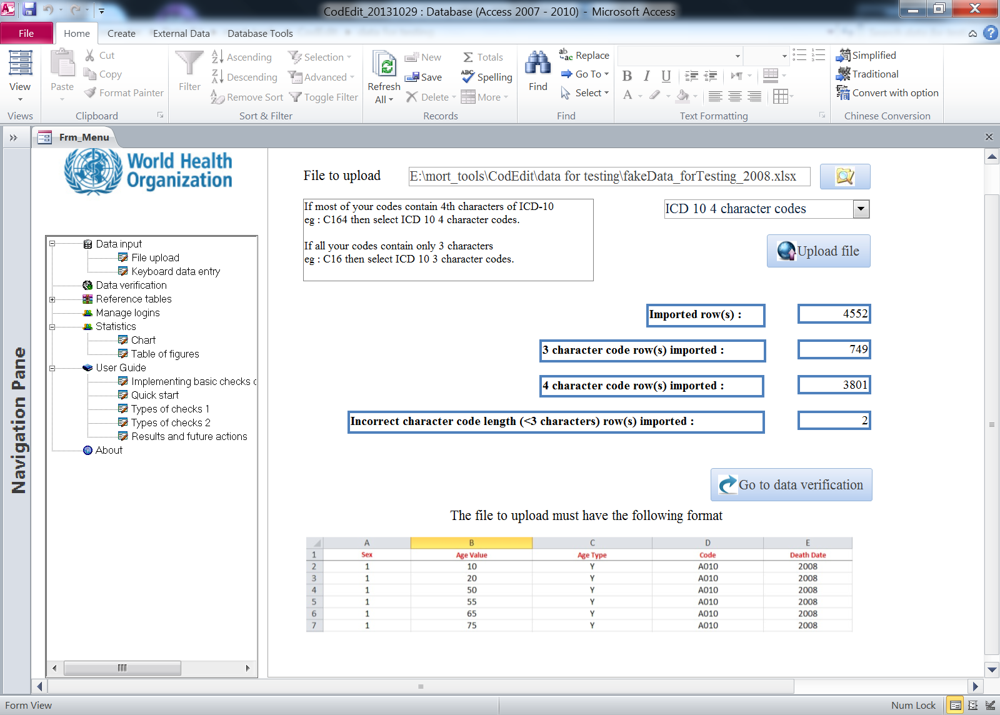 CodEdit_20131029 : Database (Access 2007 - 2010) - Microsoft Access
File Home Create External Data Database Tools
View
Views
Paste
Cut
Copy
Format Painter
Clipboard
Filter
Ascending
Descending
Remove Sort
Selection
Advanced
Toggle Filter
Sort & Filter
Refresh
All
New
Save
Delete
Totals
Spelling
More
Records
Find
Replace
Go To
Select
Find
B I U
A
Text Formatting
Simplified
Traditional
Convert with option
Chinese Conversion
Frm_Menu
Navigation Pane
World Health
Organization
Data input
File upload
Keyboard data entry
Data verification
Reference tables
Manage logins
Statistics
Chart
Table of figures
User Guide
Implementing basic checks
Quick start
Types of checks 1
Types of checks 2
Results and future actions
About
File to upload E:\mort_tools\CodEdit\data for testing\fakeData_forTesting_2008.xlsx
If most of your codes contain 4th characters of ICD-10
eg : C164 then select ICD 10 4 character codes.
If all your codes contain only 3 characters
eg : C16 then select ICD 10 3 character codes.
ICD 10 4 character codes
Upload file
Imported row(s) : 4552
3 character code row(s) imported : 749
4 character code row(s) imported : 3801
Incorrect character code length (<3 characters) row(s) imported : 2
Go to data verification
The file to upload must have the following format
A B C D E
1 Sex Age Value Age Type Code Death Date
2 1 10 Y A010 2008
3 1 20 Y A010 2008
4 1 50 Y A010 2008
5 1 55 Y A010 2008
6 1 65 Y A010 2008
7 1 75 Y A010 2008
Form View Num Lock